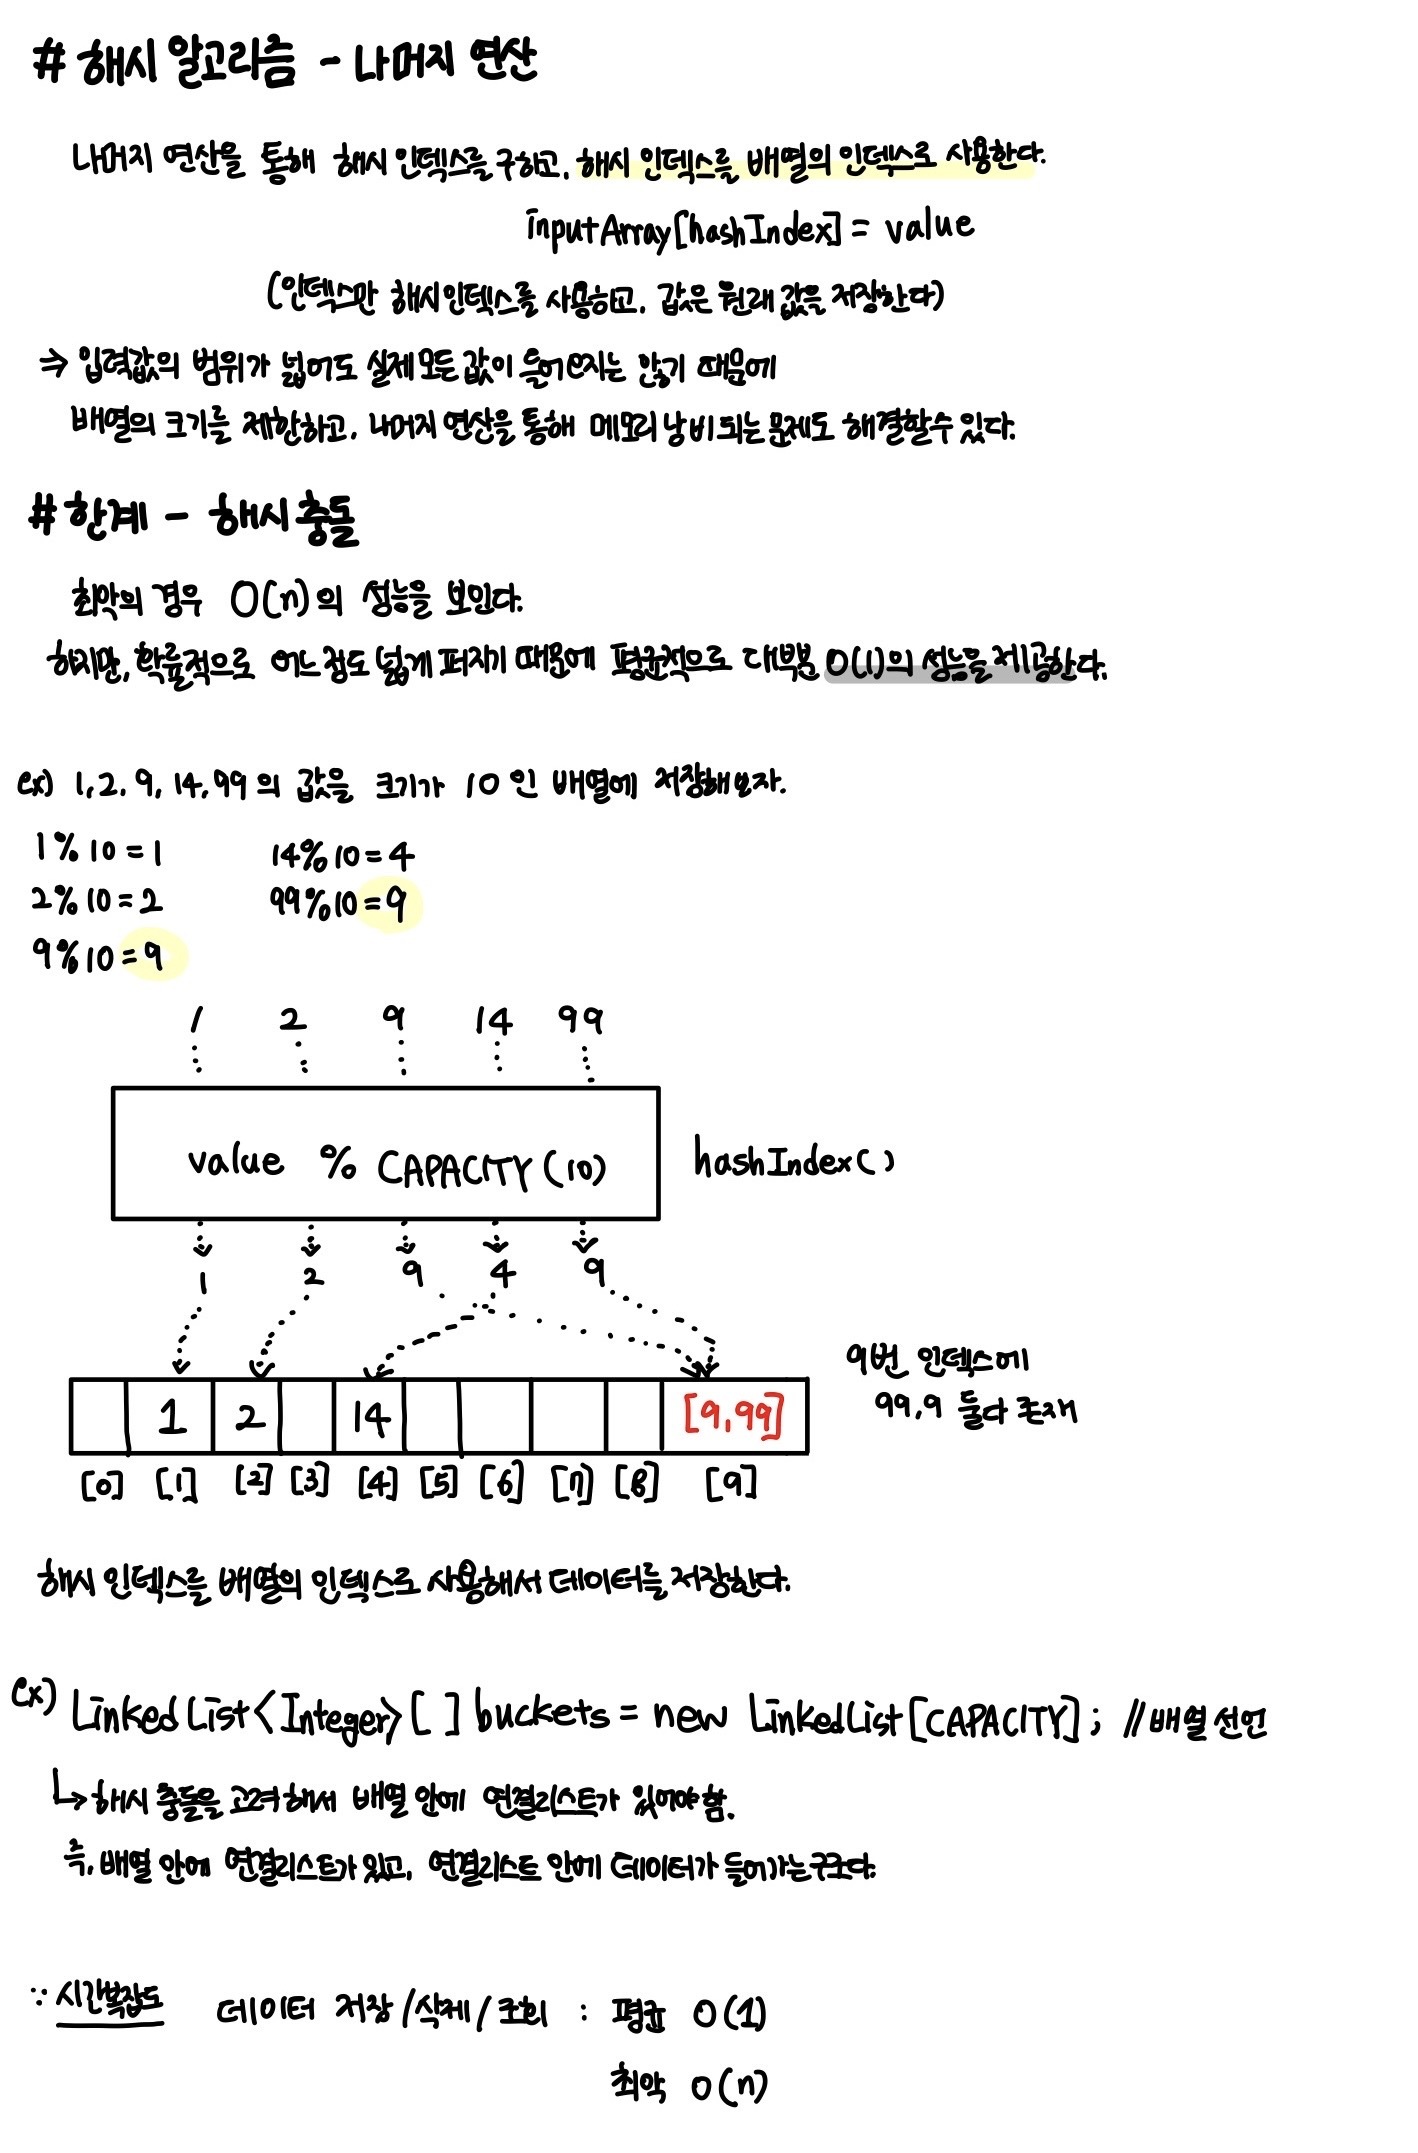 # 해시 알고리즘 - 나머지 연산
나머지 연산을 통해 해시 인덱스를 구하고, 해시 인덱스를 배열의 인덱스로 사용한다.
inputArray[hashIndex] = value
(인덱스만 해시인덱스를 사용하고, 값은 원래 값을 저장한다)
⇒ 입력값의 범위가 넓어도 실제 모든 값이 들어오지는 않기 때문에
배열의 크기를 제한하고, 나머지 연산을 통해 메모리 낭비되는 문제도 해결할수 있다.
# 한계 - 해시 충돌
최악의 경우 O(n)의 성능을 보인다.
하지만, 확률적으로 어느정도 넓게 퍼지기 때문에 평균적으로 대부분 O(1)의 성능을 제공한다.
ex) 1, 2, 9, 14, 99 의 값을 크기가 10 인 배열에 저장해보자.
1 % 10 = 1 14 % 10 = 4
2 % 10 = 2 99 % 10 = 9
9 % 10 = 9
1 2 9 14 99
value % CAPACITY (10) hashIndex()
1 2 9 4 9
9번 인덱스에
1 2 14 [9, 99] 99, 9 둘다 존재
[0] [1] [2] [3] [4] [5] [6] [7] [8] [9]
해시 인덱스를 배열의 인덱스로 사용해서 데이터를 저장한다.
ex) LinkedList<Integer>[ ] buckets = new LinkedList[CAPACITY]; // 배열 선언
↳ 해시 충돌을 고려해서 배열 안에 연결리스트가 있어야 함.
즉, 배열 안에 연결리스트가 있고, 연결리스트 안에 데이터가 들어가는 구조다.
∵ 시간복잡도 데이터 저장 / 삭제 / 조회 : 평균 O(1)
최악 O(n)